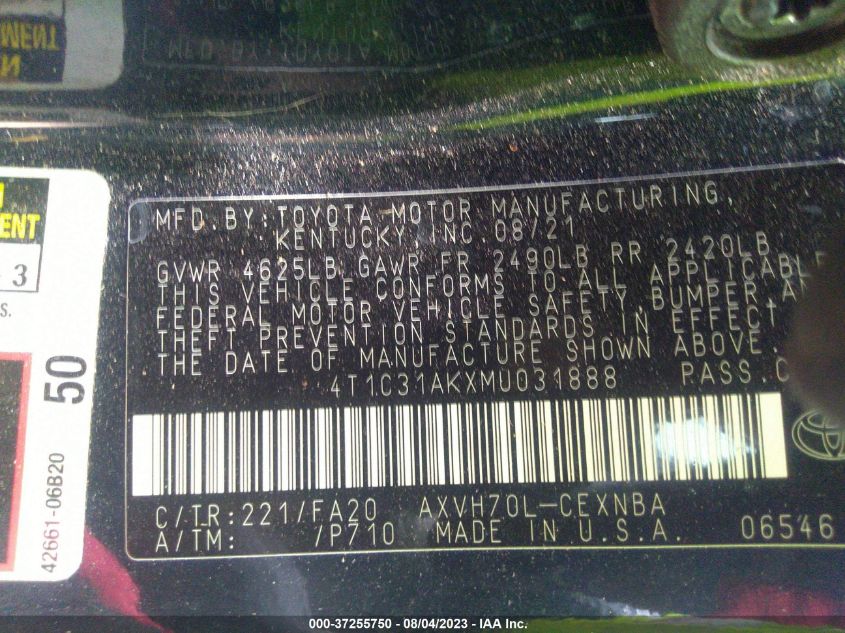 MFD. BY: TOYOTA MOTOR MANUFACTURING,
KENTUCKY, INC. 08/21
GVWR 4625LB GAWR FR 2490LB RR 2420LB
THIS VEHICLE CONFORMS TO ALL APPLICABLE
FEDERAL MOTOR VEHICLE SAFETY, BUMPER AN
THEFT PREVENTION STANDARDS IN EFFECT
THE DATE OF MANUFACTURE SHOWN ABOVE.
4T1C31AKXMU031888 PASS. C
C/TR: 221/FA20 AXVH70L-CEXNBA
A/TM: /P710 MADE IN U.S.A. 06546
ENT
3
s.
50
42661-06B20
000-37255750 - 08/04/2023 - IAA Inc.